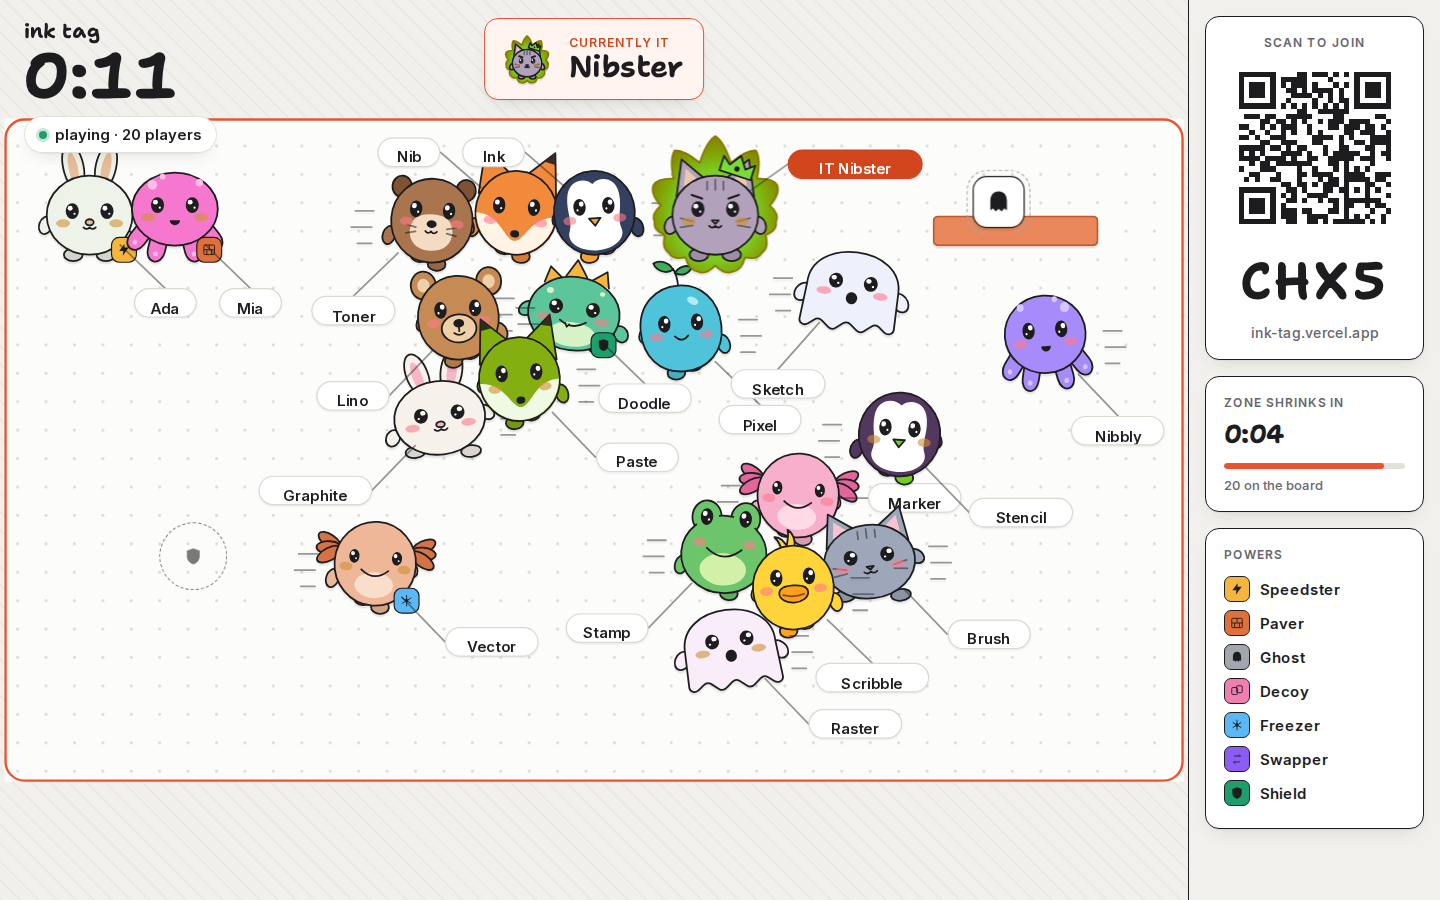 ink tag
0:11
CURRENTLY IT
Nibster
playing · 20 players
Nib
Ink
IT Nibster
Ada
Mia
Toner
Lino
Doodle
Sketch
Pixel
Nibbly
Paste
Graphite
Marker
Stencil
Vector
Stamp
Brush
Scribble
Raster
SCAN TO JOIN
CHX5
ink-tag.vercel.app
ZONE SHRINKS IN
0:04
20 on the board
POWERS
Speedster
Paver
Ghost
Decoy
Freezer
Swapper
Shield